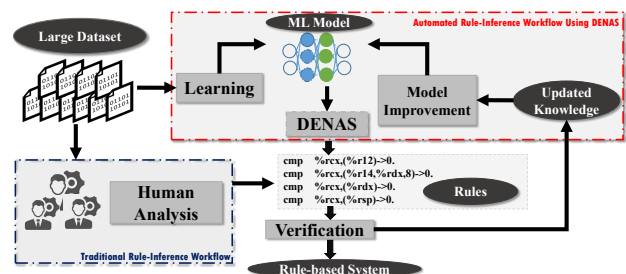 Large Dataset
ML Model
Automated Rule-Inference Workflow Using DENAS
Learning
Model
Improvement
Updated
Knowledge
DENAS
cmp %rcx,(%r12)->0.
cmp %rcx,(%r14,%rdx,8)->0.
cmp %rcx,(%rdx)->0.
cmp %rcx,(%rsp)->0.
Rules
Human
Analysis
Traditional Rule-Inference Workflow
Verification
Rule-based System